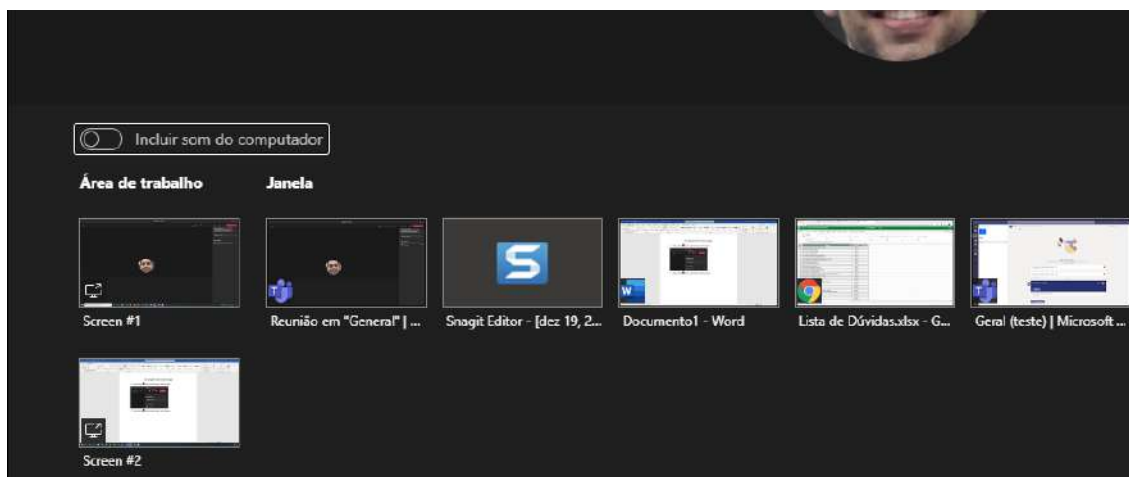 Incluir som do computador
Área de trabalho
Janela
Screen #1
Reunião em "General" | ...
Snagit Editor - [dez 19, 2...
Documento1 - Word
Lista de Dúvidas.xlsx - G...
Geral (teste) | Microsoft ...
Screen #2